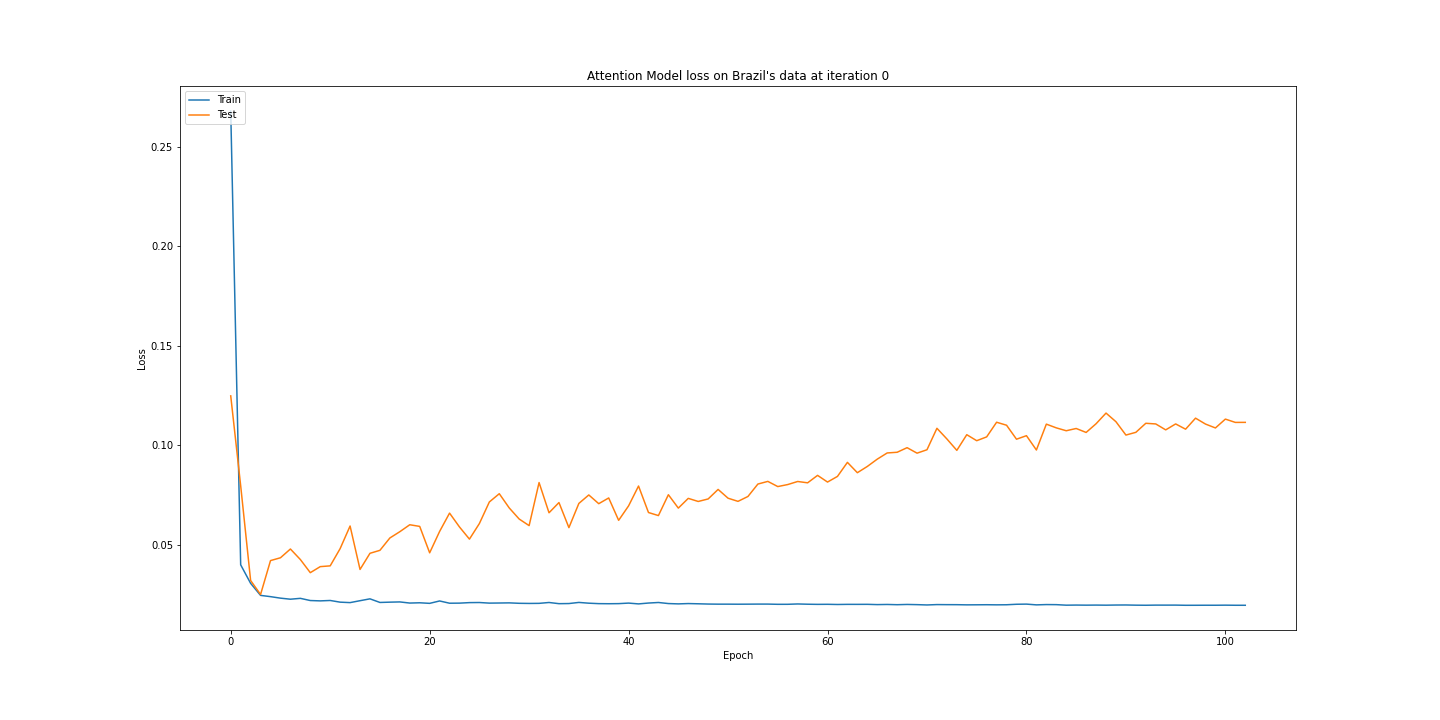 Attention Model loss on Brazil's data at iteration 0
Train
Test
0.25
0.20
0.15
0.10
0.05
Loss
0 20 40 60 80 100
Epoch